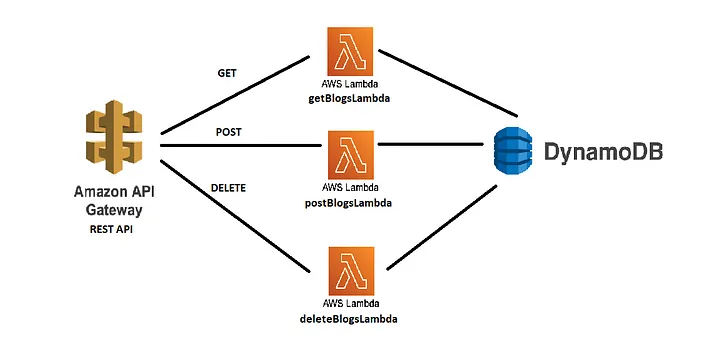 GET
AWS Lambda
getBlogsLambda
POST
AWS Lambda
postBlogsLambda
DELETE
AWS Lambda
deleteBlogsLambda
Amazon API
Gateway
REST API
DynamoDB